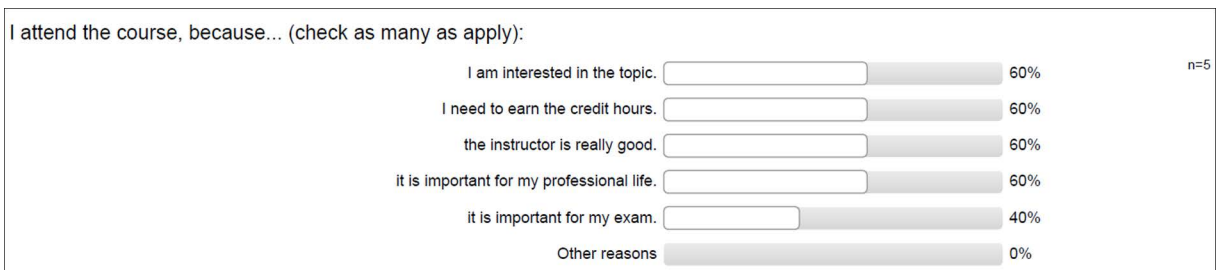 I attend the course, because... (check as many as apply):
I am interested in the topic. 60% n=5
I need to earn the credit hours. 60%
the instructor is really good. 60%
it is important for my professional life. 60%
it is important for my exam. 40%
Other reasons 0%